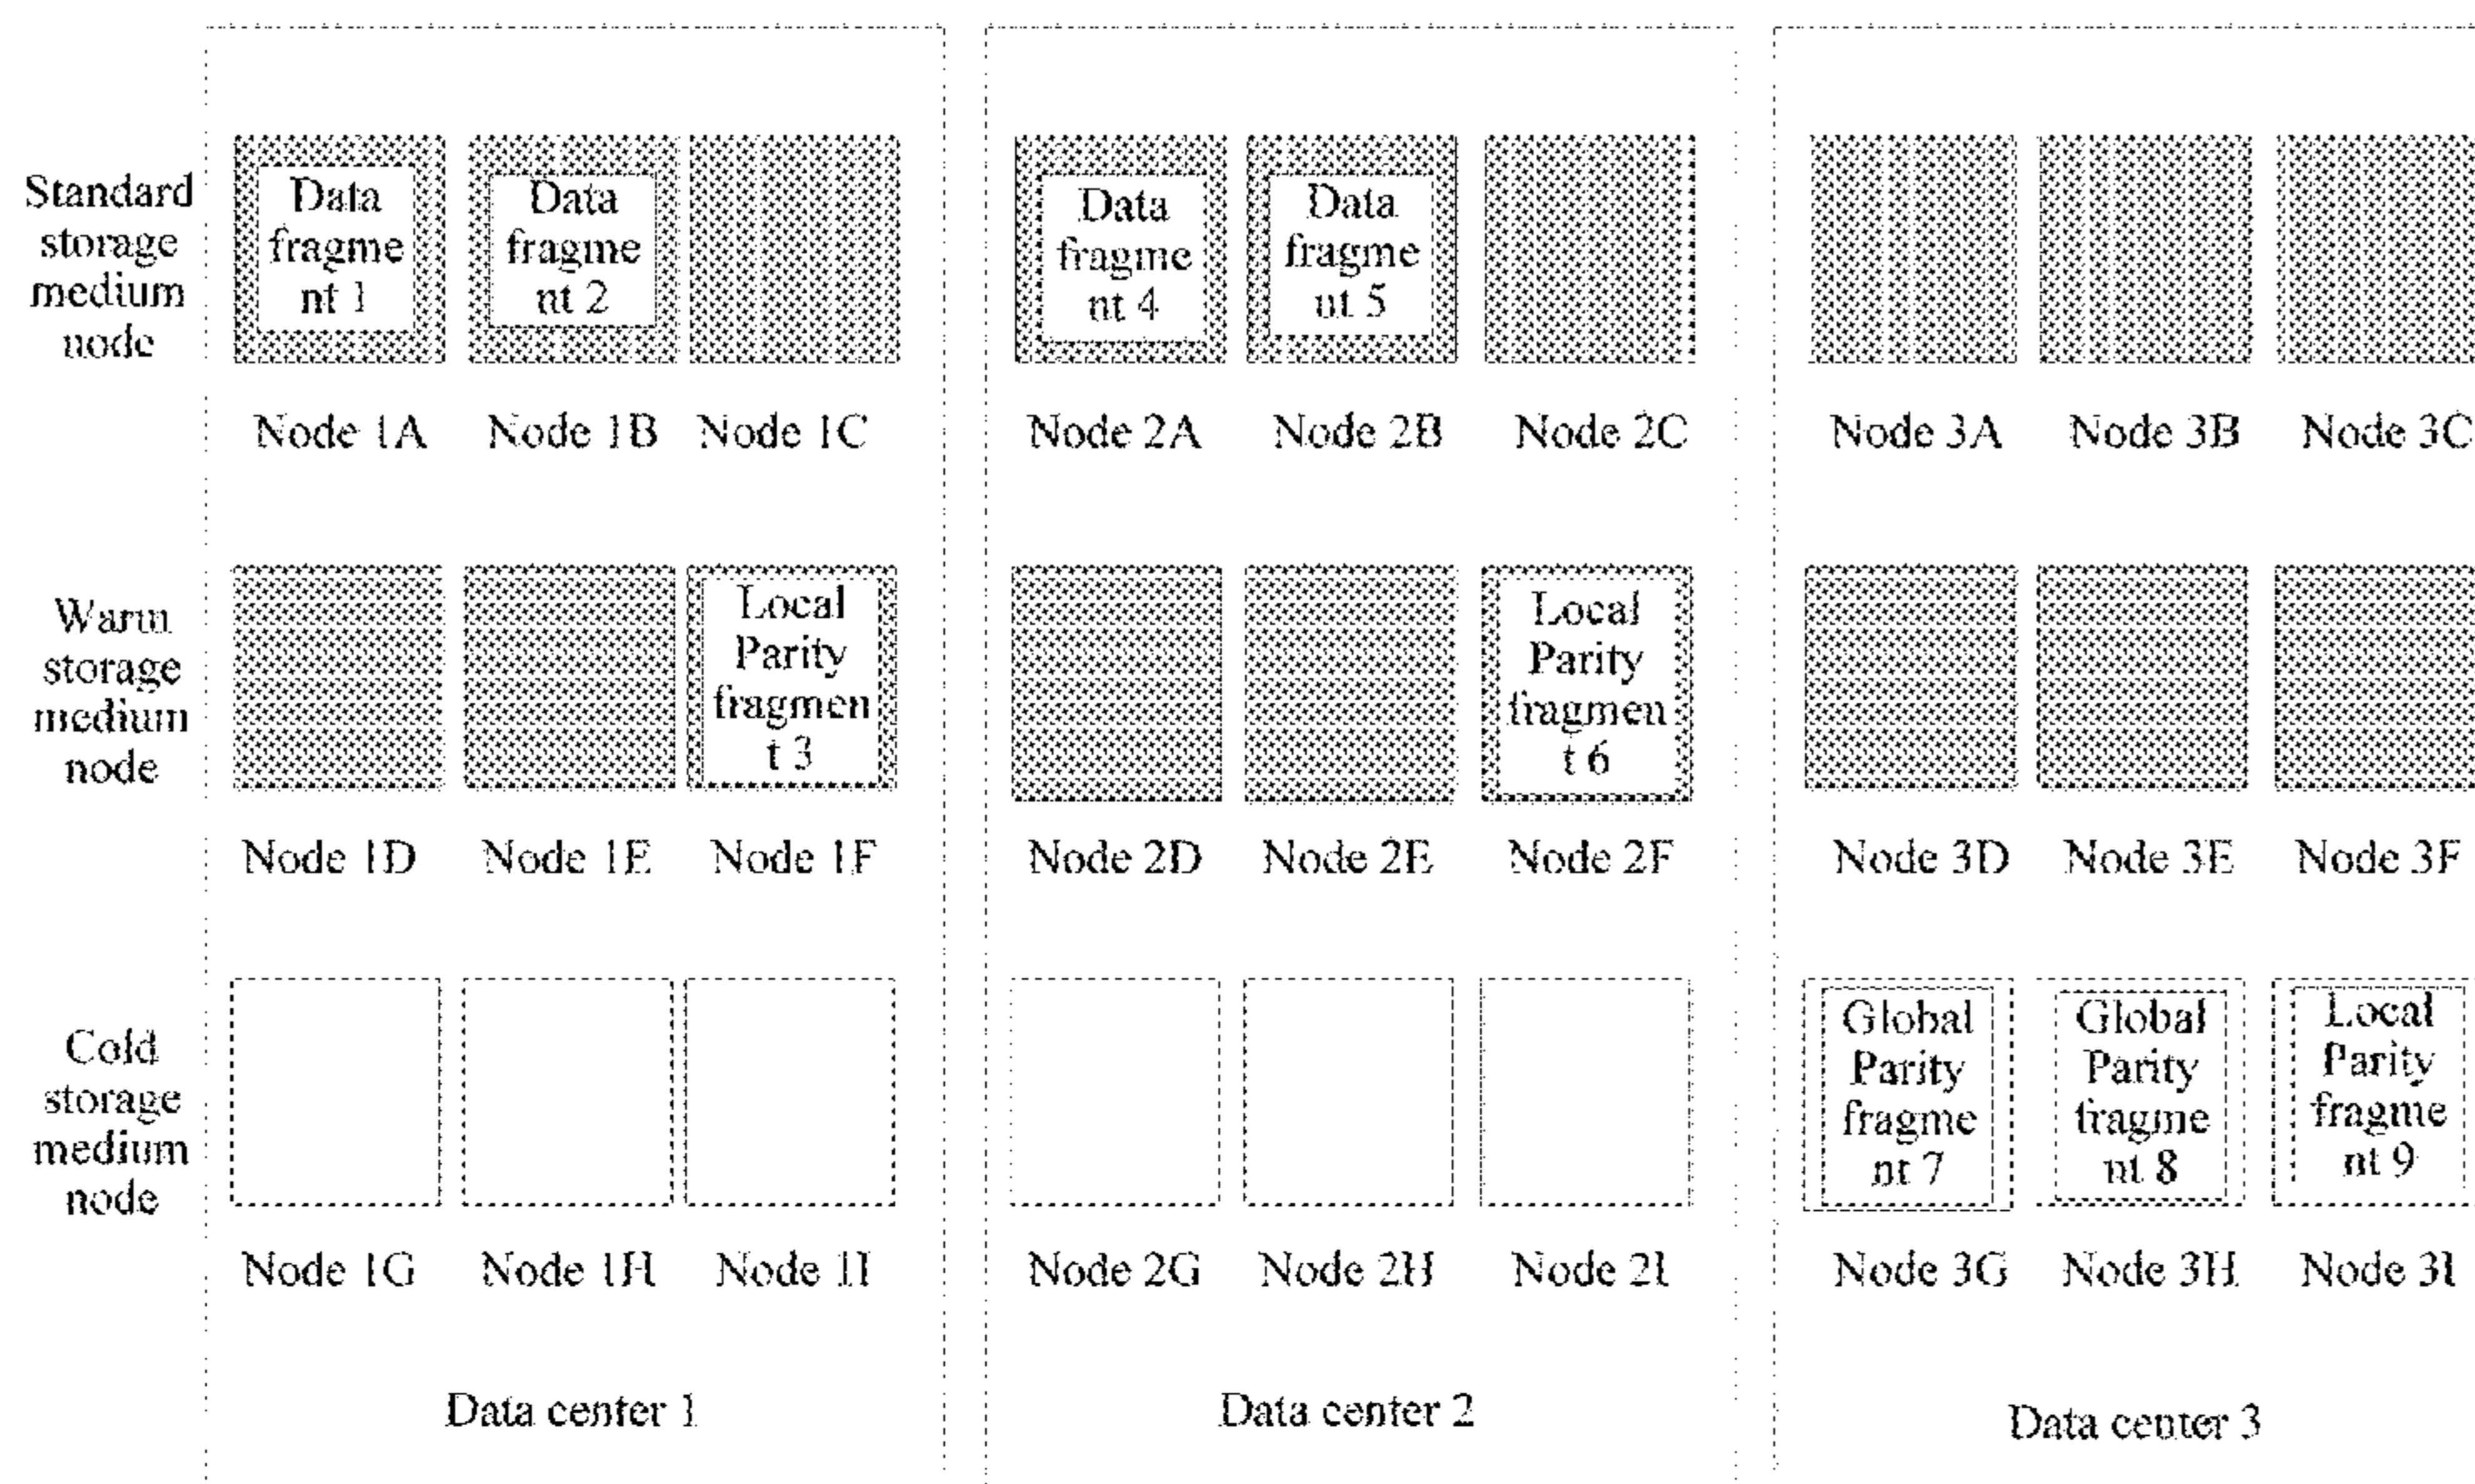 Standard
storage
medium
node
Data
fragme
nt 1
Data
fragme
nt 2
Data
fragme
nt 4
Data
fragme
nt 5
Node 1A
Node 1B
Node 1C
Node 2A
Node 2B
Node 2C
Node 3A
Node 3B
Node 3C
Warm
storage
medium
node
Local
Parity
fragmen
t 3
Local
Parity
fragmen
t 6
Node 1D
Node 1E
Node 1F
Node 2D
Node 2E
Node 2F
Node 3D
Node 3E
Node 3F
Cold
storage
medium
node
Global
Parity
fragme
nt 7
Global
Parity
fragme
nt 8
Local
Parity
fragme
nt 9
Node 1G
Node 1H
Node 1I
Node 2G
Node 2H
Node 2I
Node 3G
Node 3H
Node 3I
Data center 1
Data center 2
Data center 3